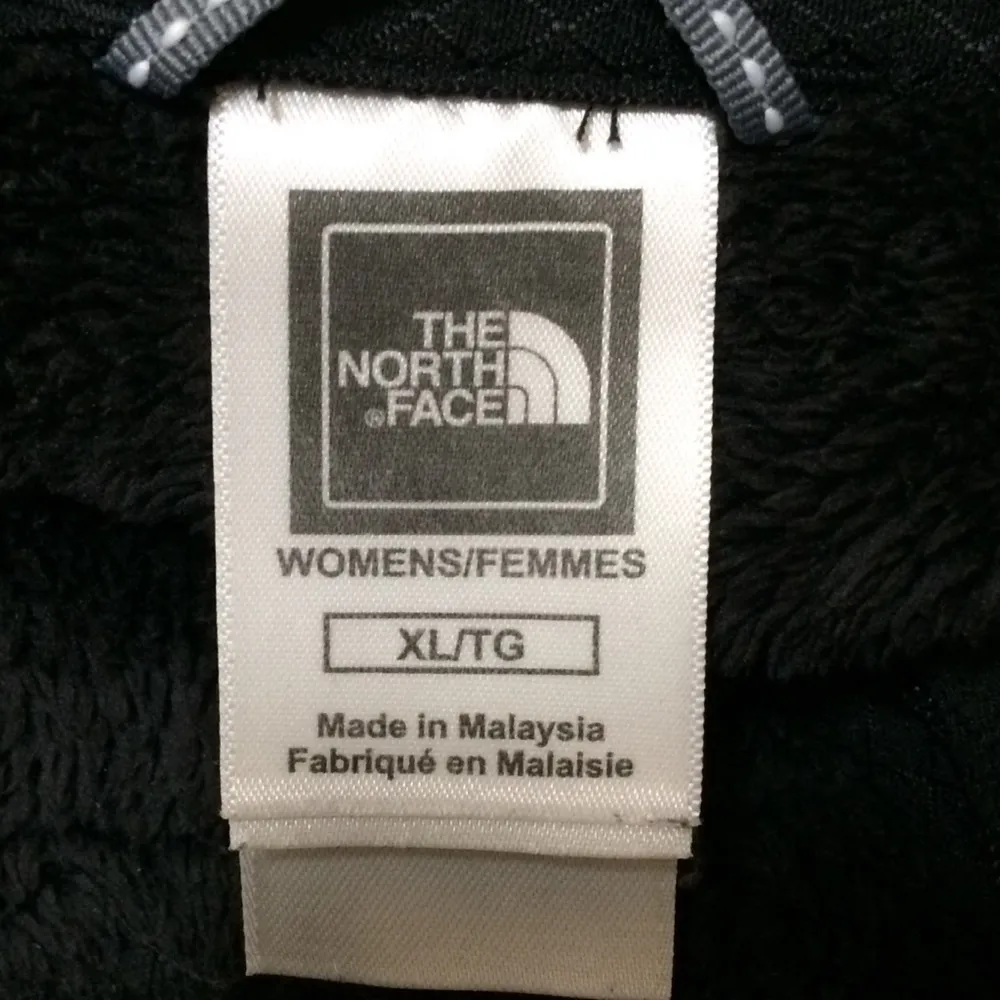 THE
NORTH
®FACE
WOMENS/FEMMES
XL/TG
Made in Malaysia
Fabriqué en Malaisie